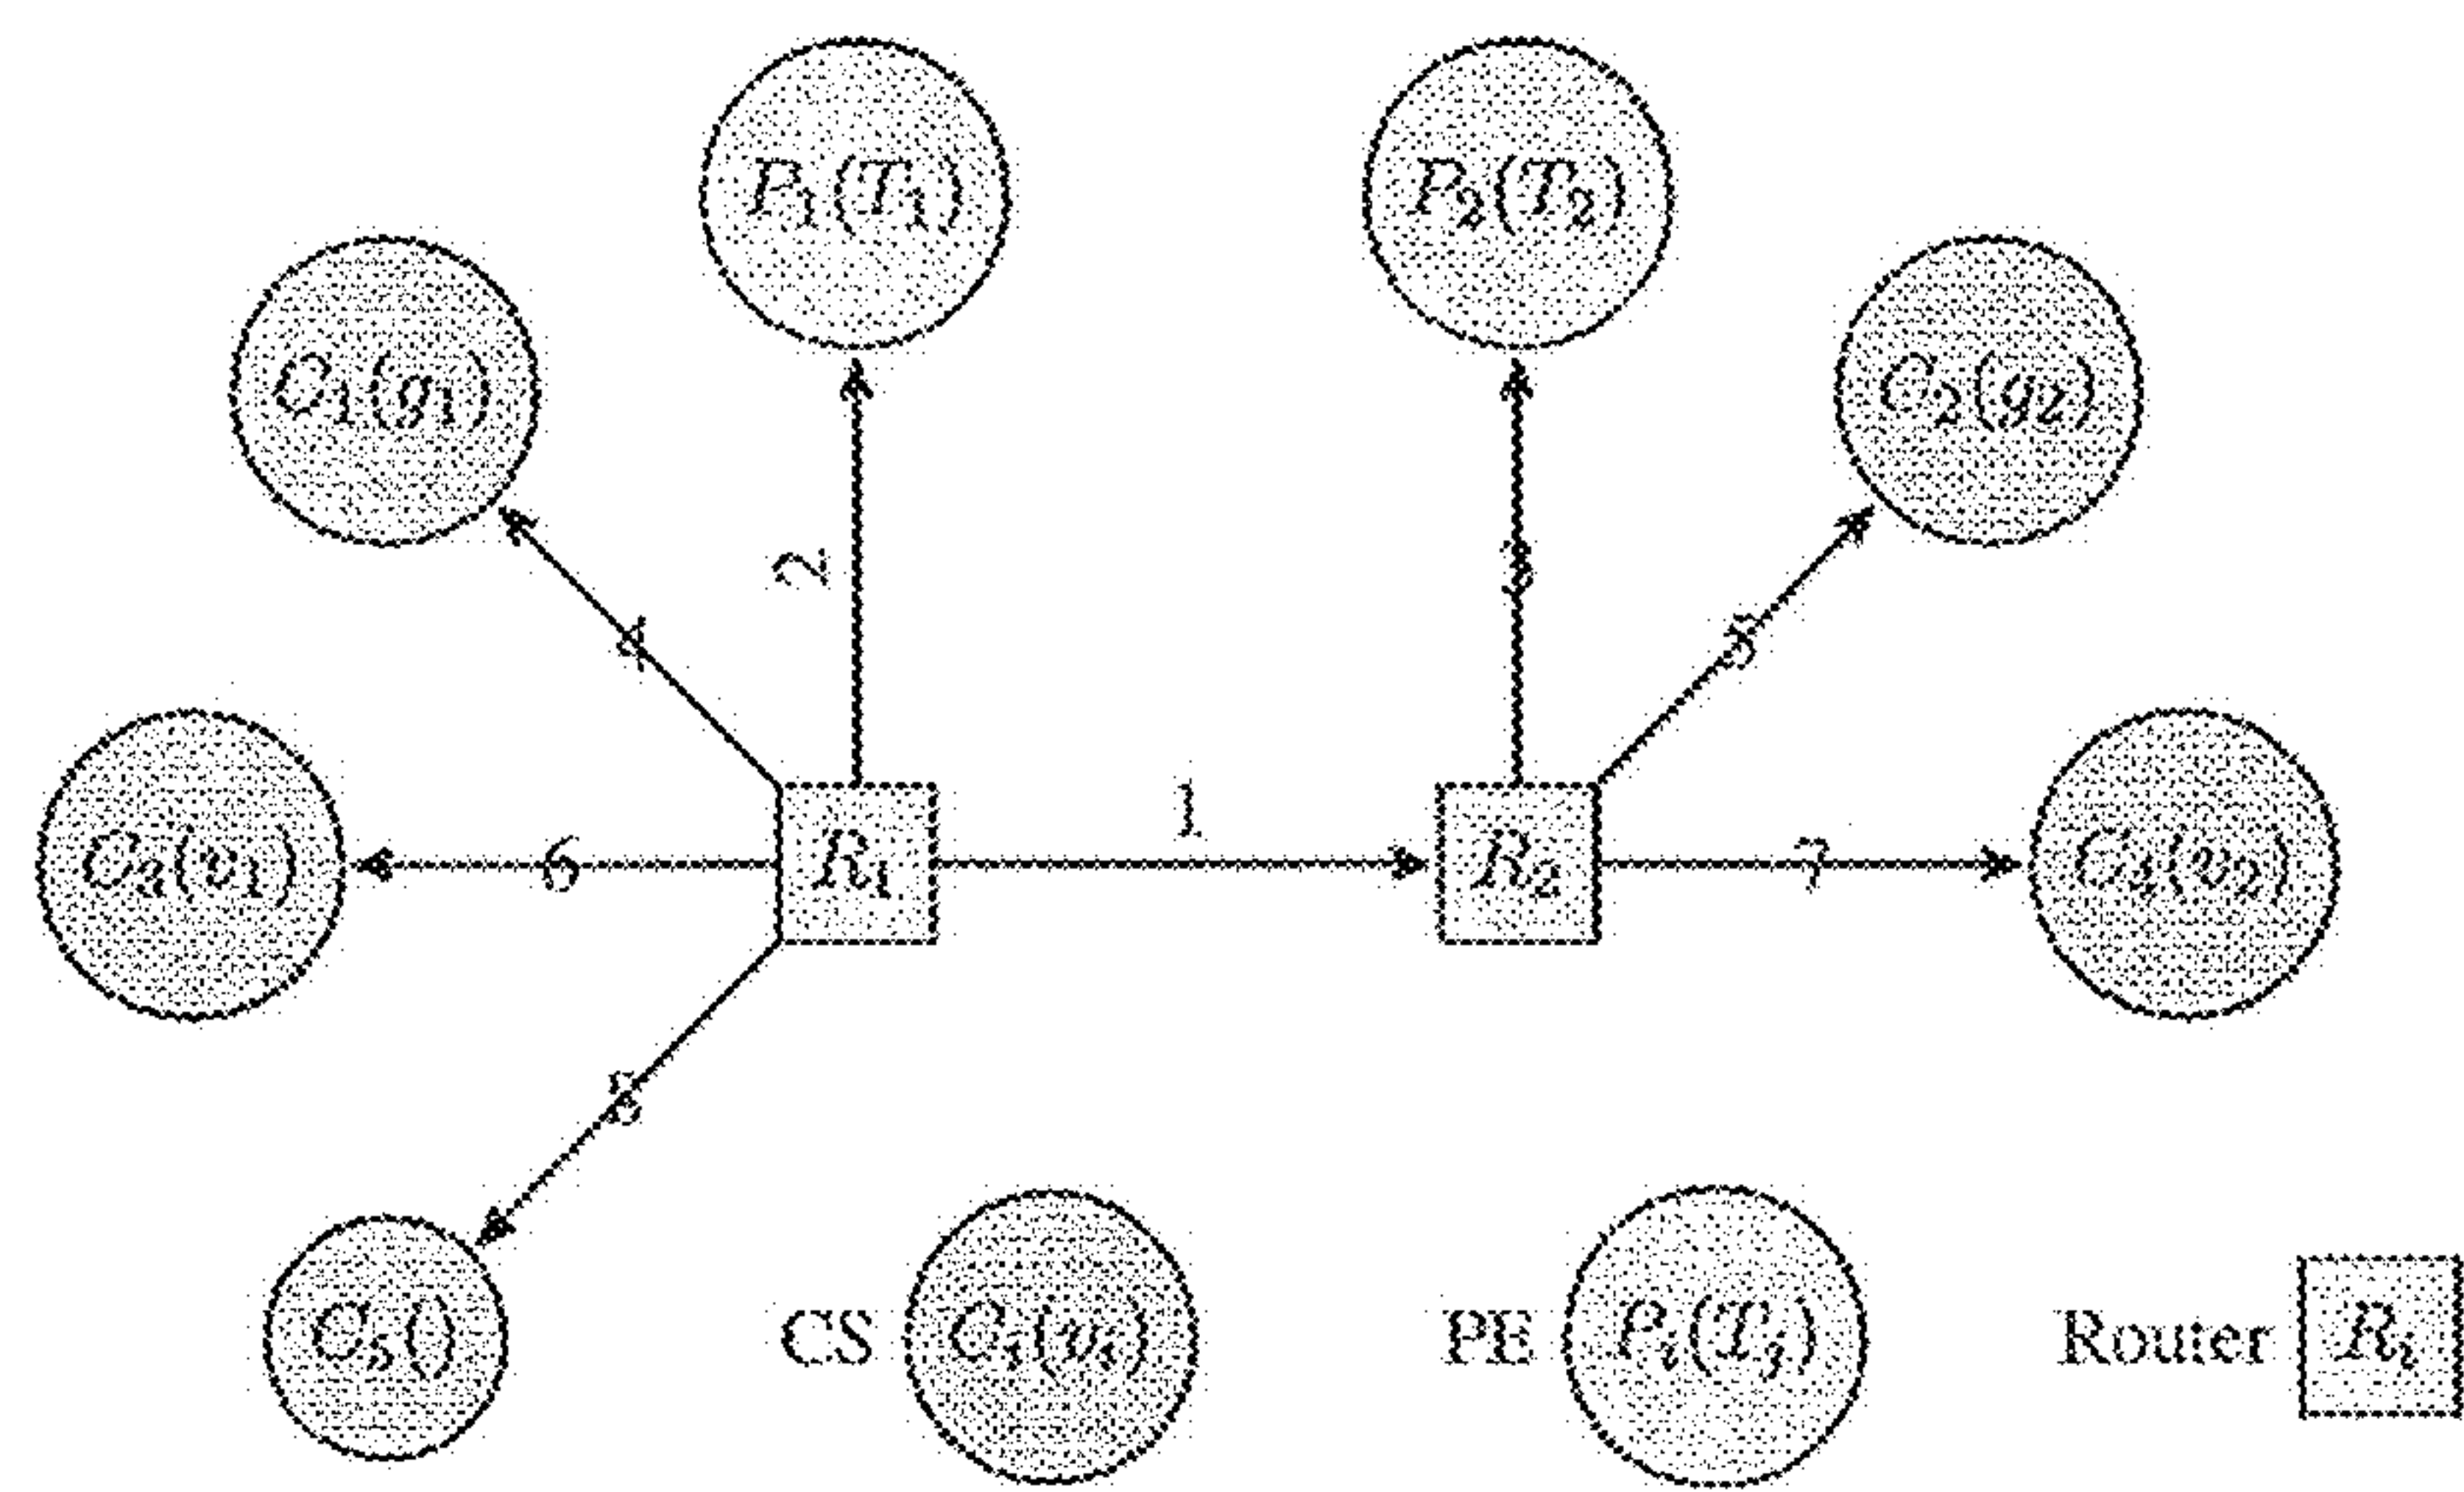 P₁(T₁)
P₂(T₂)
C₁(g₁)
C₂(g₂)
2
3
4
5
1
C₃(v₁)
6
R₁
R₂
7
C₄(v₂)
8
C₅()
CS
Cᵢ(vᵢ)
PE
Pᵢ(Tⱼ)
Router
Rᵢ